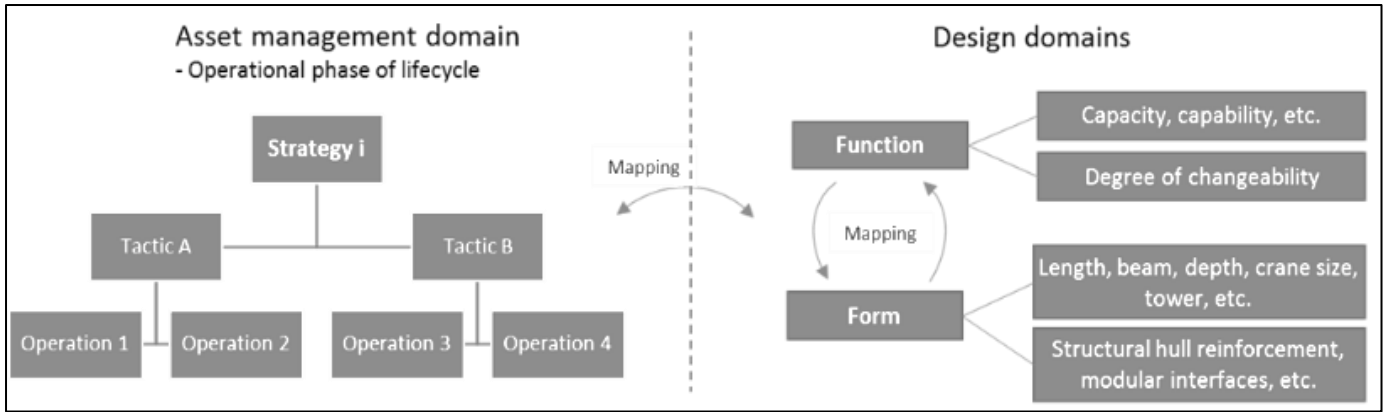 Asset management domain
- Operational phase of lifecycle
Strategy i
Tactic A
Tactic B
Operation 1
Operation 2
Operation 3
Operation 4
Mapping
Design domains
Function
Capacity, capability, etc.
Degree of changeability
Mapping
Form
Length, beam, depth, crane size,
tower, etc.
Structural hull reinforcement,
modular interfaces, etc.